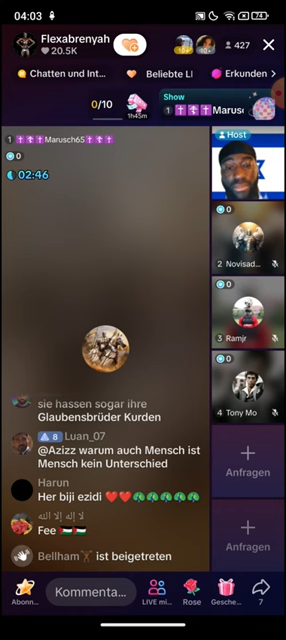 04:03
74
Flexabrenyah
20.5K
427
Chatten und Int...
Beliebte LI
Erkunden
0/10
1h45m
Show
1 Marusc
1 Marusch65
0
02:46
Host
0
2 Novisad...
0
3 Ramjr
0
4 Tony Mo
Anfragen
Anfragen
sie hassen sogar ihre
Glaubensbrüder Kurden
8 Luan_07
@Azizz warum auch Mensch ist
Mensch kein Unterschied
Harun
Her biji ezidi
لا إله إلا الله
Fee
Bellham ist beigetreten
Abonn...
Kommenta...
LIVE mi...
Rose
Gesche...
7